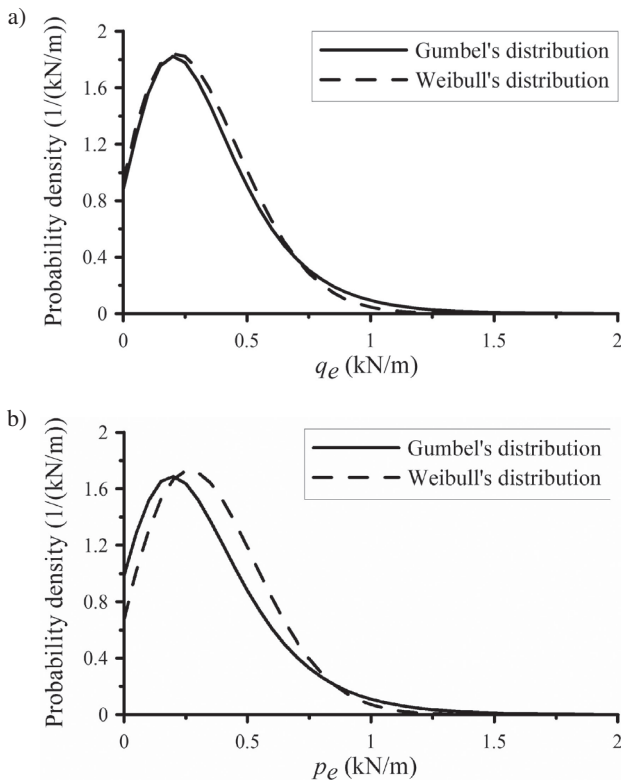 a)
Probability density (1/(kN/m))
2
1.6
1.2
0.8
0.4
0
Gumbel's distribution
Weibull's distribution
0 0.5 1 1.5 2
qe (kN/m)
b)
Probability density (1/(kN/m))
2
1.6
1.2
0.8
0.4
0
Gumbel's distribution
Weibull's distribution
0 0.5 1 1.5 2
pe (kN/m)